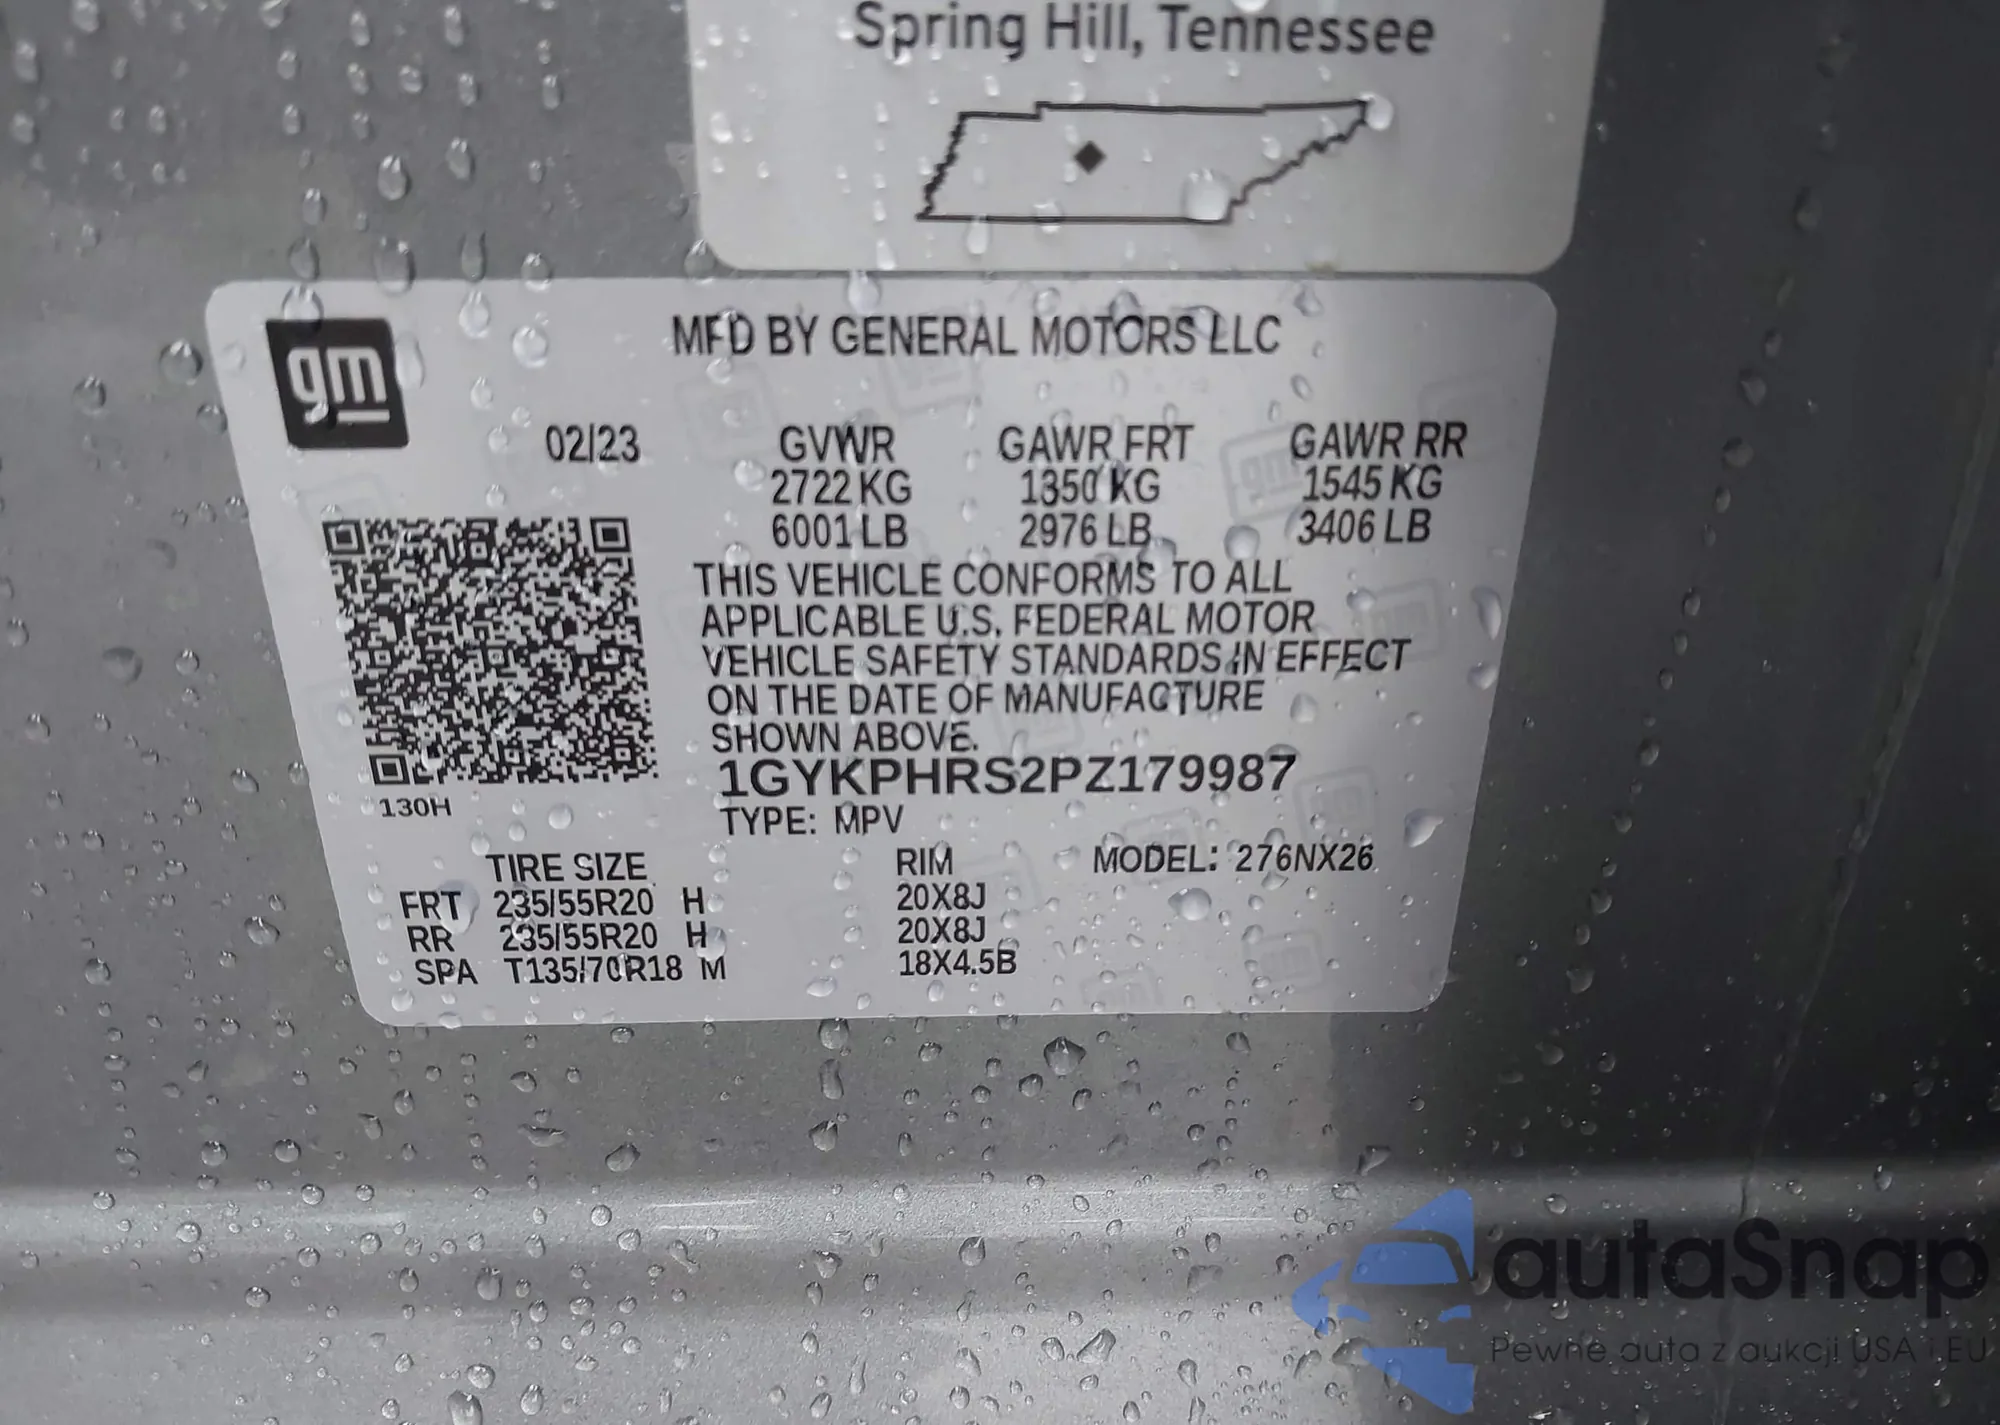 Spring Hill, Tennessee
gm
MFD BY GENERAL MOTORS LLC
02/23 GVWR GAWR FRT GAWR RR
2722 KG 1350 KG 1545 KG
6001 LB 2976 LB 3406 LB
THIS VEHICLE CONFORMS TO ALL
APPLICABLE U.S. FEDERAL MOTOR
VEHICLE SAFETY STANDARDS IN EFFECT
ON THE DATE OF MANUFACTURE
SHOWN ABOVE.
1GYKPHRS2PZ179987
130H
TYPE: MPV
TIRE SIZE RIM MODEL: 276NX26
FRT 235/55R20 H 20X8J
RR 235/55R20 H 20X8J
SPA T135/70R18 M 18X4.5B
autaSnap
Pewne auta z aukcji USA i EU